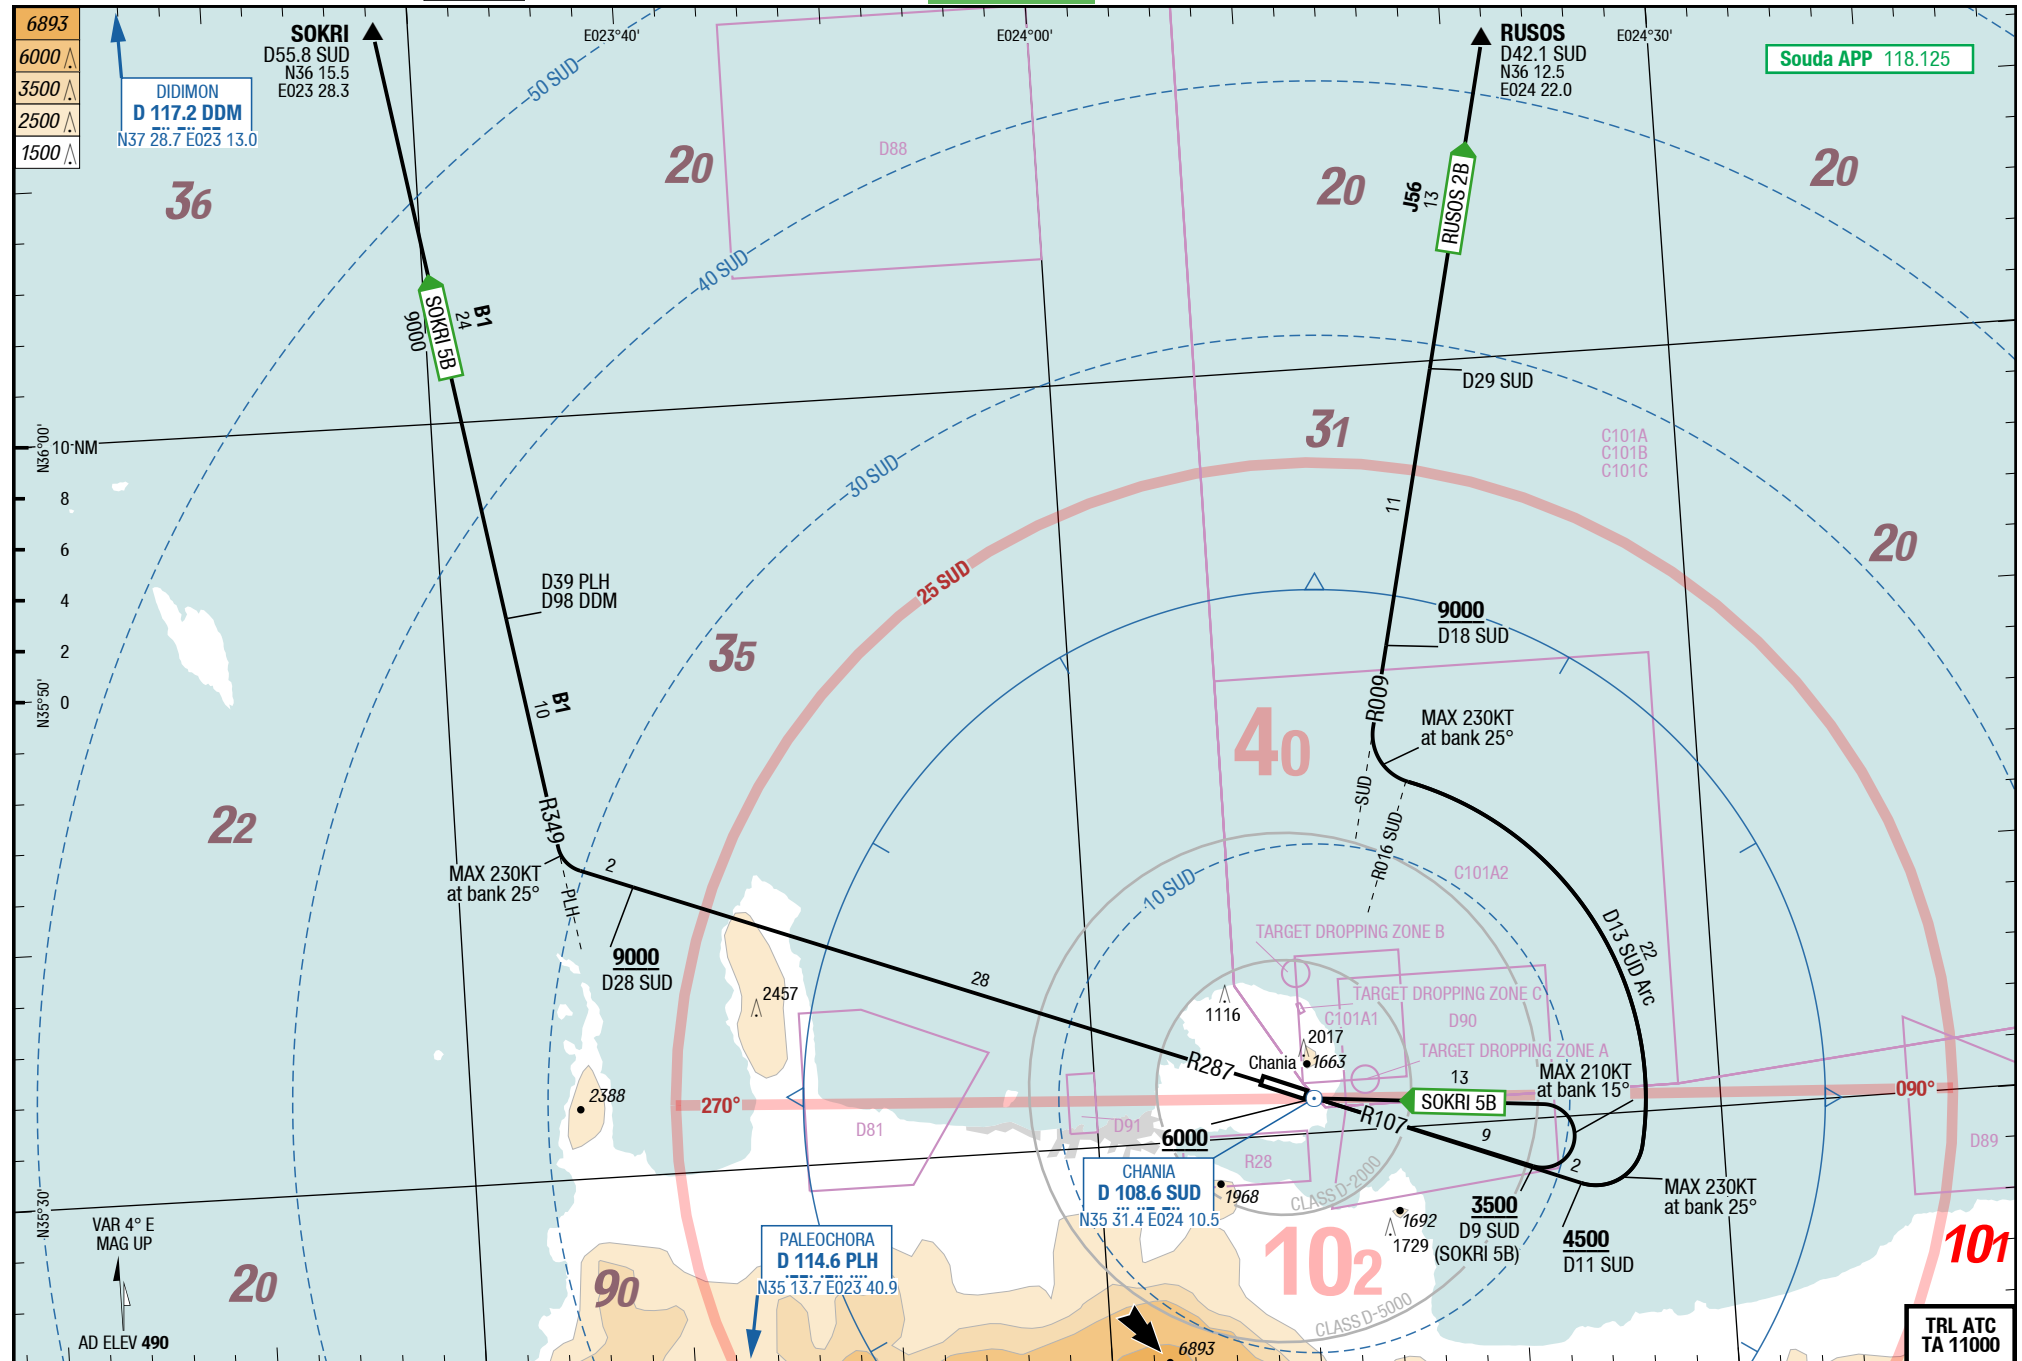 6893
6000
3500
2500
1500
DIDIMON
D 117.2 DDM
N37 28.7 E023 13.0
SOKRI
D55.8 SUD
N36 15.5
E023 28.3
E023°40'
E024°00'
RUSOS
D42.1 SUD
N36 12.5
E024 22.0
E024°30'
Souda APP 118.125
50 SUD
D88
36
20
20
20
J56
13
RUSOS 2B
40 SUD
B1
24
SOKRI 5B
9000
D29 SUD
31
C101A
C101B
C101C
N36°00'
10 NM
8
6
4
2
0
N35°50'
30 SUD
11
20
25 SUD
D39 PLH
D98 DDM
9000
D18 SUD
35
B1
10
R009
MAX 230KT
at bank 25°
40
SUD
R016 SUD
22
R349
MAX 230KT
at bank 25°
2
PLH
9000
D28 SUD
10 SUD
C101A2
TARGET DROPPING ZONE B
D13 SUD Arc
22
28
2457
TARGET DROPPING ZONE C
C101A1
D90
1116
2017
1663
TARGET DROPPING ZONE A
Chania
R287
13
MAX 210KT
at bank 15°
SOKRI 5B
270°
090°
2388
D81
D91
R107
9
6000
2
D89
CHANIA
D 108.6 SUD
N35 31.4 E024 10.5
R28
1968
CLASS D-2000
1692
1729
3500
D9 SUD
(SOKRI 5B)
4500
D11 SUD
MAX 230KT
at bank 25°
N35°30'
VAR 4° E
MAG UP
AD ELEV 490
20
90
PALEOCHORA
D 114.6 PLH
N35 13.7 E023 40.9
102
CLASS D-5000
6893
101
TRL ATC
TA 11000